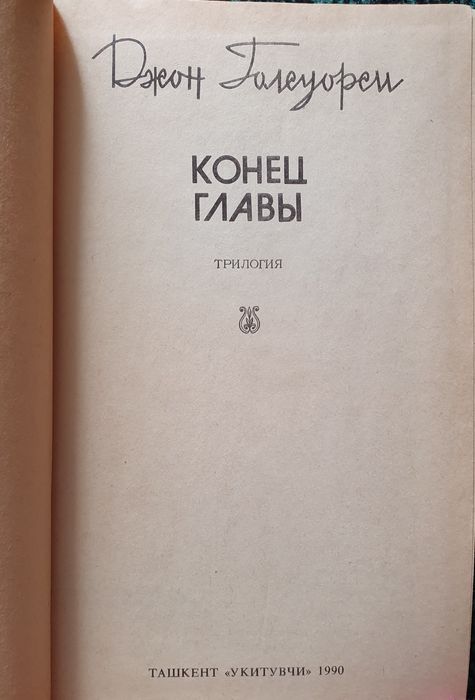 Джон Голсуорси
КОНЕЦ
ГЛАВЫ
ТРИЛОГИЯ
ТАШКЕНТ «УКИТУВЧИ» 1990